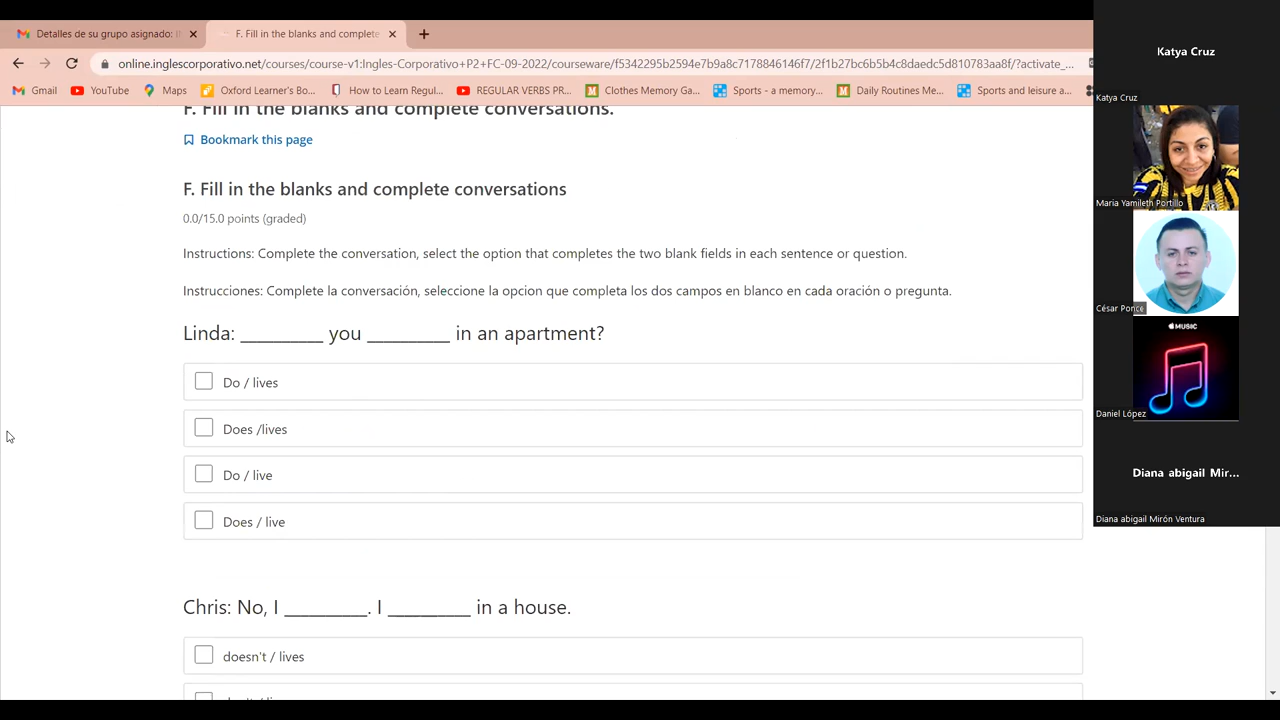 Detalles de su grupo asignado: I
F. Fill in the blanks and complete
online.inglescorporativo.net/courses/course-v1:Ingles-Corporativo+P2+FC-09-2022/courseware/f5342295b2594e7b9a8c7178846146f7/2f1b27bc6b5b4c8daedc5d810783aa8f/?activate_...
Gmail
YouTube
Maps
Oxford Learner's Bo...
How to Learn Regul...
REGULAR VERBS PR...
Clothes Memory Ga...
Sports - a memory...
Daily Routines Me...
Sports and leisure a...
F. Fill in the blanks and complete conversations.
Bookmark this page
F. Fill in the blanks and complete conversations
0.0/15.0 points (graded)
Instructions: Complete the conversation, select the option that completes the two blank fields in each sentence or question.
Instrucciones: Complete la conversación, seleccione la opcion que completa los dos campos en blanco en cada oración o pregunta.
Linda: _________ you _________ in an apartment?
Do / lives
Does /lives
Do / live
Does / live
Chris: No, I _________. I _________ in a house.
doesn't / lives
Katya Cruz
Katya Cruz
Maria Yamileth Portillo
César Ponce
MUSIC
Daniel López
Diana abigail Mir...
Diana abigail Mirón Ventura